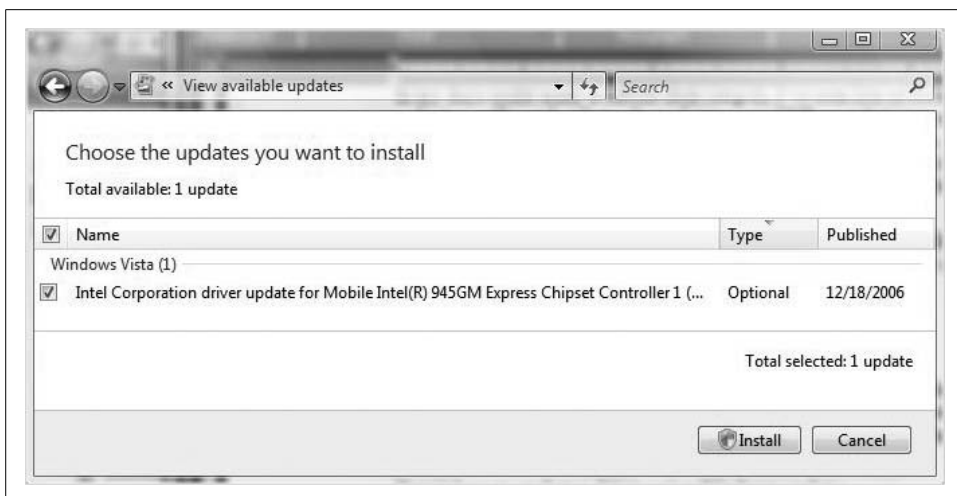 « View available updates
Search
Choose the updates you want to install
Total available: 1 update
Name Type Published
Windows Vista (1)
Intel Corporation driver update for Mobile Intel(R) 945GM Express Chipset Controller 1 (... Optional 12/18/2006
Total selected: 1 update
Install Cancel